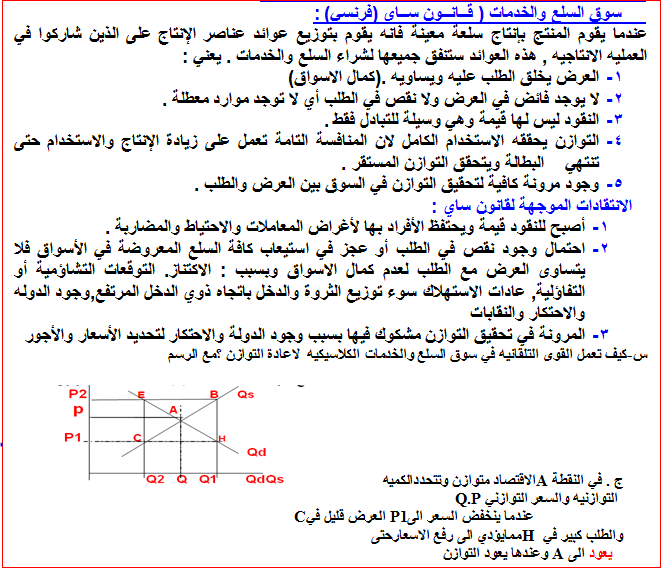 سوق السلع والخدمات ( قــانــون ســاي (فرنسي) :
عندما يقوم المنتج بإنتاج سلعة معينة فانه يقوم بتوزيع عوائد عناصر الإنتاج على الذين شاركوا في
العمليه الانتاجيه , هذه العوائد ستنفق جميعها لشراء السلع والخدمات . يعني :
١- العرض يخلق الطلب عليه ويساويه .(كمال الاسواق)
٢- لا يوجد فائض في العرض ولا نقص في الطلب أي لا توجد موارد معطلة .
٣- النقود ليس لها قيمة وهي وسيلة للتبادل فقط .
٤- التوازن يحققه الاستخدام الكامل لان المنافسة التامة تعمل على زيادة الإنتاج والاستخدام حتى
تنتهي البطالة ويتحقق التوازن المستقر .
٥- وجود مرونة كافية لتحقيق التوازن في السوق بين العرض والطلب .
الانتقادات الموجهة لقانون ساي :
١- أصبح للنقود قيمة ويحتفظ الأفراد بها لأغراض المعاملات والاحتياط والمضاربة .
٢- احتمال وجود نقص في الطلب أو عجز في استيعاب كافة السلع المعروضة في الأسواق فلا
يتساوى العرض مع الطلب لعدم كمال الاسواق وبسبب : الاكتناز. التوقعات التشاؤمية أو
التفاؤلية, عادات الاستهلاك سوء توزيع الثروة والدخل باتجاه ذوي الدخل المرتفع,وجود الدوله
والاحتكار والنقابات
٣- المرونة في تحقيق التوازن مشكوك فيها بسبب وجود الدولة والاحتكار لتحديد الأسعار والأجور
س-كيف تعمل القوى التلقائيه في سوق السلع والخدمات الكلاسيكيه لاعادة التوازن ؟مع الرسم
P2 E B Qs
P A
P1 C H
Qd
Q2 Q Q1 QdQs
ج . في النقطة A الاقتصاد متوازن وتتحددالكميه
التوازنيه والسعر التوازني Q.P
عندما ينخفض السعر الىP1 العرض قليل فيC
والطلب كبير في Hممايؤدي الى رفع الاسعارحتى
يعود الى A وعندها يعود التوازن